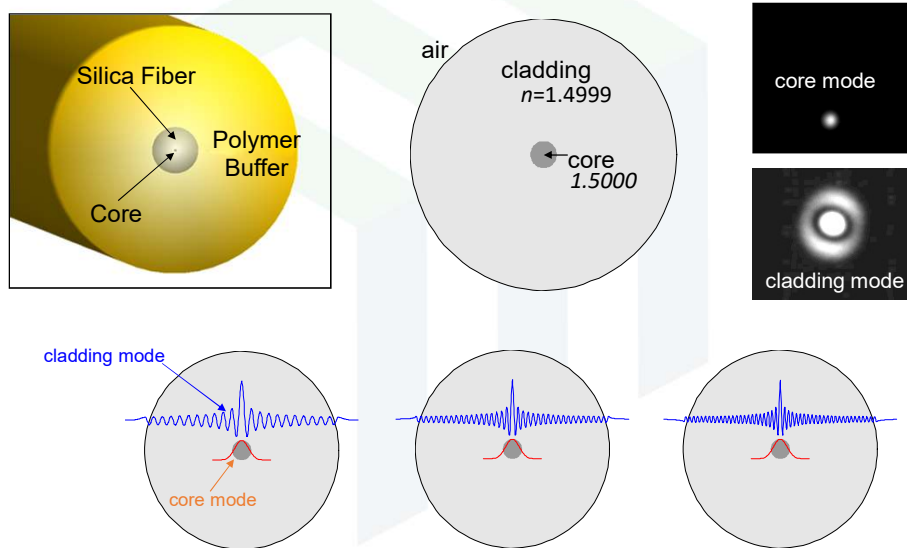 Silica Fiber
Polymer
Buffer
Core
air
cladding
n=1.4999
core
1.5000
core mode
cladding mode
cladding mode
core mode